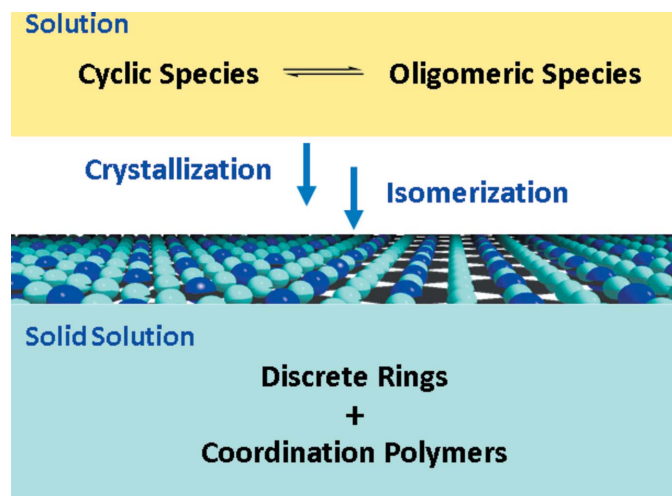 Solution
Cyclic Species ⇌ Oligomeric Species
Crystallization
Isomerization
Solid Solution
Discrete Rings
+
Coordination Polymers